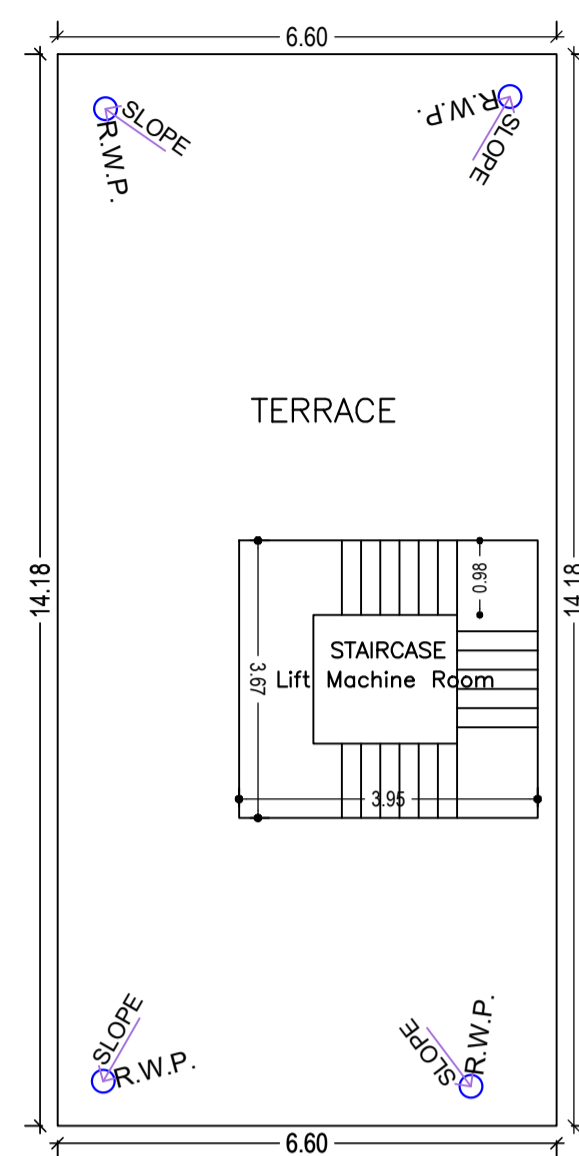 6.60
SLOPE
R.W.P.
R.W.P.
SLOPE
TERRACE
14.18
14.18
0.98
STAIRCASE
3.67
Lift Machine Room
3.95
SLOPE
R.W.P.
SLOPE
R.W.P.
6.60